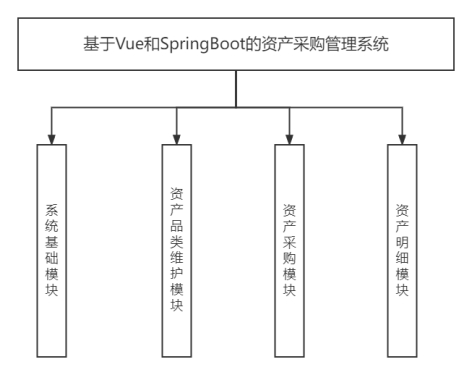 基于Vue和SpringBoot的资产采购管理系统
系统基础模块
资产品类维护模块
资产采购模块
资产明细模块